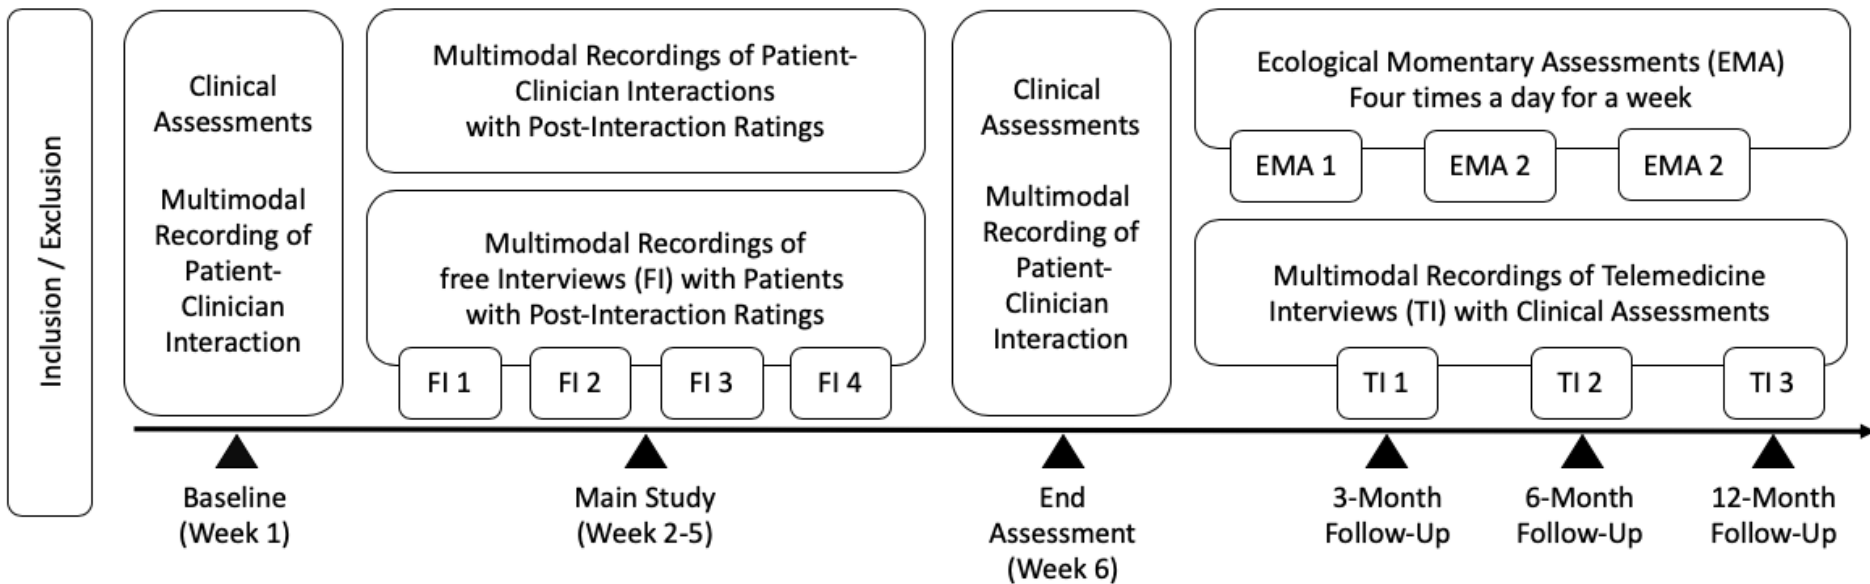 Inclusion / Exclusion
Clinical
Assessments
Multimodal
Recording of
Patient-
Clinician
Interaction
Multimodal Recordings of Patient-
Clinician Interactions
with Post-Interaction Ratings
Multimodal Recordings of
free Interviews (FI) with Patients
with Post-Interaction Ratings
FI 1
FI 2
FI 3
FI 4
Clinical
Assessments
Multimodal
Recording of
Patient-
Clinician
Interaction
Ecological Momentary Assessments (EMA)
Four times a day for a week
EMA 1
EMA 2
EMA 2
Multimodal Recordings of Telemedicine
Interviews (TI) with Clinical Assessments
TI 1
TI 2
TI 3
Baseline
(Week 1)
Main Study
(Week 2-5)
End
Assessment
(Week 6)
3-Month
Follow-Up
6-Month
Follow-Up
12-Month
Follow-Up